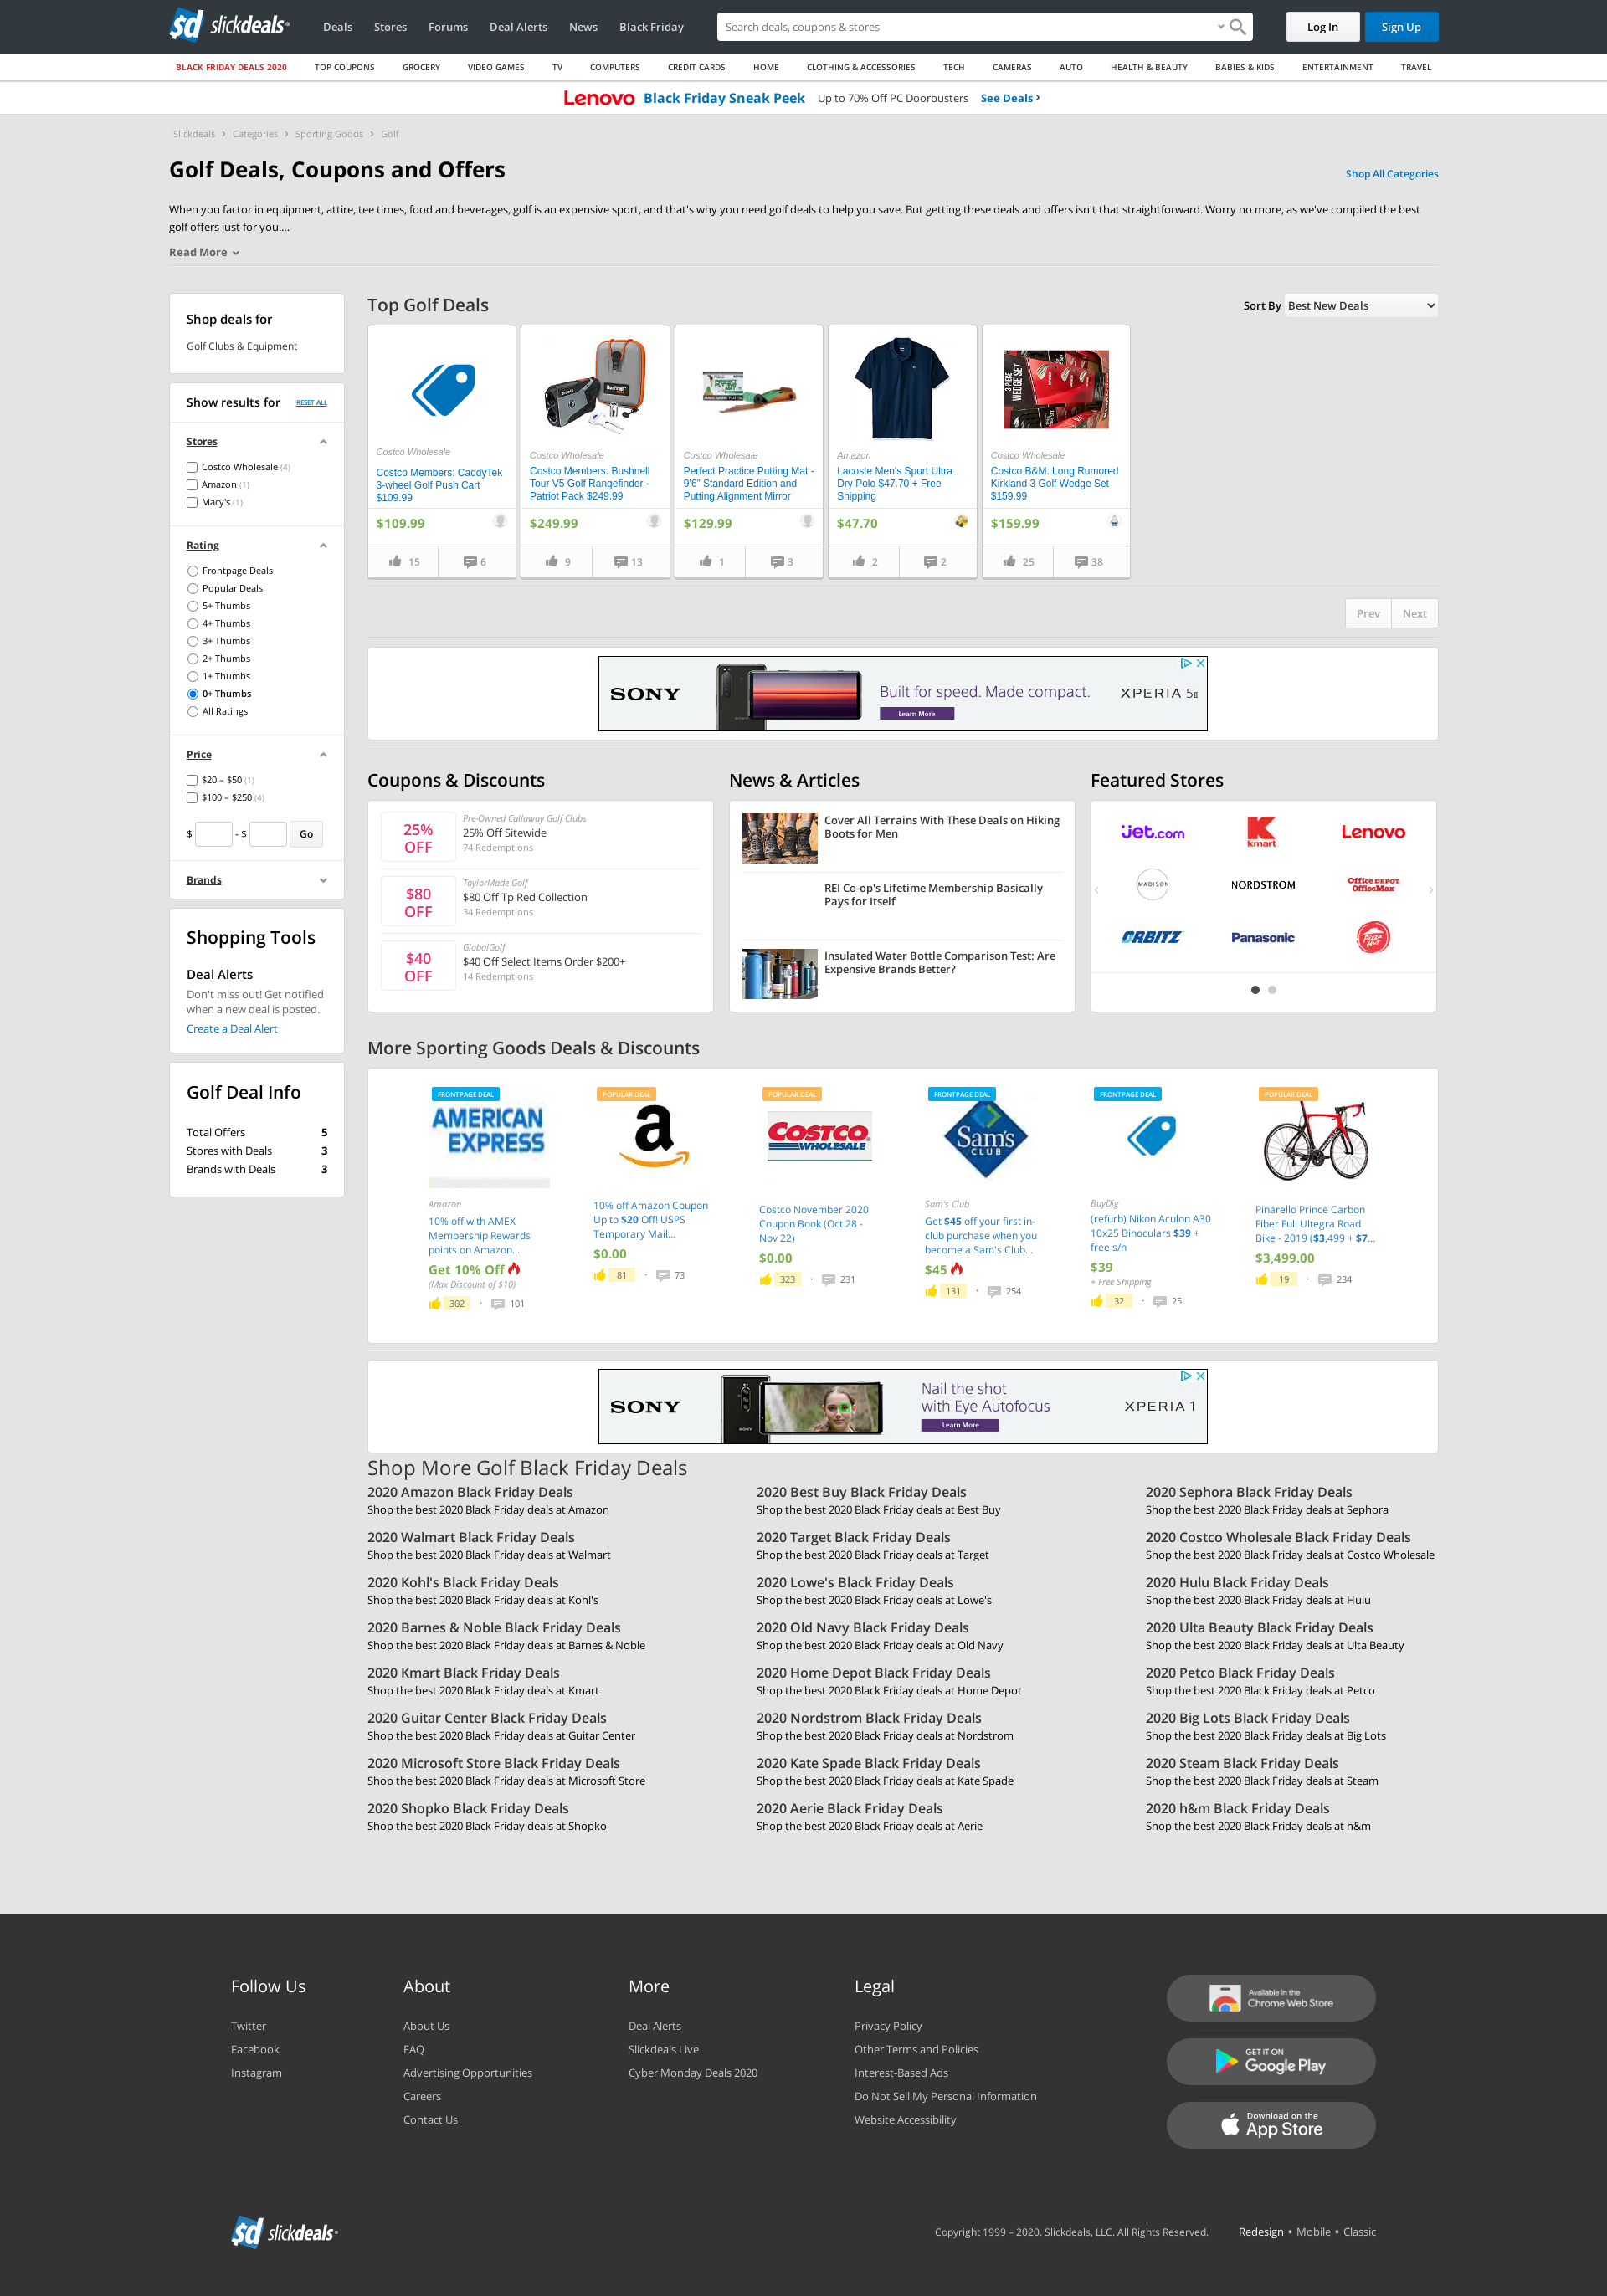 sd slickdeals
Deals Stores Forums Deal Alerts News Black Friday
Search deals, coupons & stores
Log In Sign Up
BLACK FRIDAY DEALS 2020 TOP COUPONS GROCERY VIDEO GAMES TV COMPUTERS CREDIT CARDS HOME CLOTHING & ACCESSORIES TECH CAMERAS AUTO HEALTH & BEAUTY BABIES & KIDS ENTERTAINMENT TRAVEL
Lenovo Black Friday Sneak Peek Up to 70% Off PC Doorbusters See Deals
Slickdeals Categories Sporting Goods Golf
Golf Deals, Coupons and Offers
Shop All Categories
When you factor in equipment, attire, tee times, food and beverages, golf is an expensive sport, and that's why you need golf deals to help you save. But getting these deals and offers isn't that straightforward. Worry no more, as we've compiled the best
golf offers just for you....
Read More
Shop deals for
Golf Clubs & Equipment
Show results for RESET ALL
Stores
Costco Wholesale (4)
Amazon (1)
Macy's (1)
Rating
Frontpage Deals
Popular Deals
5+ Thumbs
4+ Thumbs
3+ Thumbs
2+ Thumbs
1+ Thumbs
0+ Thumbs
All Ratings
Price
$20 – $50 (1)
$100 – $250 (4)
$ - $ Go
Brands
Shopping Tools
Deal Alerts
Don't miss out! Get notified
when a new deal is posted.
Create a Deal Alert
Golf Deal Info
Total Offers 5
Stores with Deals 3
Brands with Deals 3
Top Golf Deals
Sort By Best New Deals
Costco Wholesale
Costco Members: CaddyTek
3-wheel Golf Push Cart
$109.99
$109.99
15 6
Costco Wholesale
Costco Members: Bushnell
Tour V5 Golf Rangefinder -
Patriot Pack $249.99
$249.99
9 13
Costco Wholesale
Perfect Practice Putting Mat -
9'6" Standard Edition and
Putting Alignment Mirror
$129.99
1 3
Amazon
Lacoste Men's Sport Ultra
Dry Polo $47.70 + Free
Shipping
$47.70
2 2
WEDGE SET
Costco Wholesale
Costco B&M: Long Rumored
Kirkland 3 Golf Wedge Set
$159.99
$159.99
25 38
Prev Next
SONY
Built for speed. Made compact.
Learn More
XPERIA 5 II
Coupons & Discounts
25%
OFF
Pre-Owned Callaway Golf Clubs
25% Off Sitewide
74 Redemptions
$80
OFF
TaylorMade Golf
$80 Off Tp Red Collection
34 Redemptions
$40
OFF
GlobalGolf
$40 Off Select Items Order $200+
14 Redemptions
News & Articles
Cover All Terrains With These Deals on Hiking
Boots for Men
REI Co-op's Lifetime Membership Basically
Pays for Itself
Insulated Water Bottle Comparison Test: Are
Expensive Brands Better?
Featured Stores
Jet.com Kmart Lenovo
MADISON NORDSTROM Office DEPOT OfficeMax
ORBITZ Panasonic Pizza Hut
More Sporting Goods Deals & Discounts
FRONTPAGE DEAL
AMERICAN
EXPRESS
Amazon
10% off with AMEX
Membership Rewards
points on Amazon....
Get 10% Off
(Max Discount of $10)
302 · 101
POPULAR DEAL
a
10% off Amazon Coupon
Up to $20 Off! USPS
Temporary Mail...
$0.00
81 · 73
POPULAR DEAL
COSTCO
WHOLESALE
Costco November 2020
Coupon Book (Oct 28 -
Nov 22)
$0.00
323 · 231
FRONTPAGE DEAL
Sam's
CLUB
Sam's Club
Get $45 off your first in-
club purchase when you
become a Sam's Club...
$45
131 · 254
FRONTPAGE DEAL
BuyDig
(refurb) Nikon Aculon A30
10x25 Binoculars $39 +
free s/h
$39
+ Free Shipping
32 · 25
POPULAR DEAL
Pinarello Prince Carbon
Fiber Full Ultegra Road
Bike - 2019 ($3,499 + $7...
$3,499.00
19 · 234
SONY
SONY
Nail the shot
with Eye Autofocus
Learn More
XPERIA 1
Shop More Golf Black Friday Deals
2020 Amazon Black Friday Deals
Shop the best 2020 Black Friday deals at Amazon
2020 Best Buy Black Friday Deals
Shop the best 2020 Black Friday deals at Best Buy
2020 Sephora Black Friday Deals
Shop the best 2020 Black Friday deals at Sephora
2020 Walmart Black Friday Deals
Shop the best 2020 Black Friday deals at Walmart
2020 Target Black Friday Deals
Shop the best 2020 Black Friday deals at Target
2020 Costco Wholesale Black Friday Deals
Shop the best 2020 Black Friday deals at Costco Wholesale
2020 Kohl's Black Friday Deals
Shop the best 2020 Black Friday deals at Kohl's
2020 Lowe's Black Friday Deals
Shop the best 2020 Black Friday deals at Lowe's
2020 Hulu Black Friday Deals
Shop the best 2020 Black Friday deals at Hulu
2020 Barnes & Noble Black Friday Deals
Shop the best 2020 Black Friday deals at Barnes & Noble
2020 Old Navy Black Friday Deals
Shop the best 2020 Black Friday deals at Old Navy
2020 Ulta Beauty Black Friday Deals
Shop the best 2020 Black Friday deals at Ulta Beauty
2020 Kmart Black Friday Deals
Shop the best 2020 Black Friday deals at Kmart
2020 Home Depot Black Friday Deals
Shop the best 2020 Black Friday deals at Home Depot
2020 Petco Black Friday Deals
Shop the best 2020 Black Friday deals at Petco
2020 Guitar Center Black Friday Deals
Shop the best 2020 Black Friday deals at Guitar Center
2020 Nordstrom Black Friday Deals
Shop the best 2020 Black Friday deals at Nordstrom
2020 Big Lots Black Friday Deals
Shop the best 2020 Black Friday deals at Big Lots
2020 Microsoft Store Black Friday Deals
Shop the best 2020 Black Friday deals at Microsoft Store
2020 Kate Spade Black Friday Deals
Shop the best 2020 Black Friday deals at Kate Spade
2020 Steam Black Friday Deals
Shop the best 2020 Black Friday deals at Steam
2020 Shopko Black Friday Deals
Shop the best 2020 Black Friday deals at Shopko
2020 Aerie Black Friday Deals
Shop the best 2020 Black Friday deals at Aerie
2020 h&m Black Friday Deals
Shop the best 2020 Black Friday deals at h&m
Follow Us
Twitter
Facebook
Instagram
About
About Us
FAQ
Advertising Opportunities
Careers
Contact Us
More
Deal Alerts
Slickdeals Live
Cyber Monday Deals 2020
Legal
Privacy Policy
Other Terms and Policies
Interest-Based Ads
Do Not Sell My Personal Information
Website Accessibility
Available in the
Chrome Web Store
GET IT ON
Google Play
Download on the
App Store
sd slickdeals
Copyright 1999 – 2020. Slickdeals, LLC. All Rights Reserved.
Redesign • Mobile • Classic